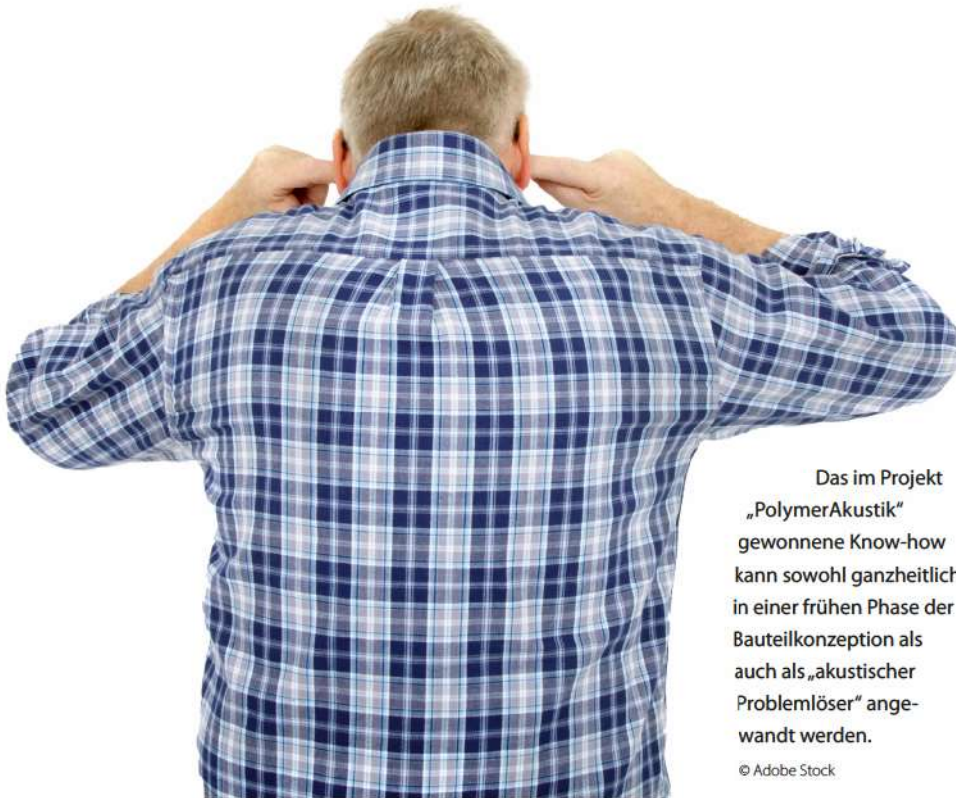 Das im Projekt
„PolymerAkustik“
gewonnene Know-how
kann sowohl ganzheitlich
in einer frühen Phase der
Bauteilkonzeption als
auch als „akustischer
Problemlöser“ ange-
wandt werden.
© Adobe Stock